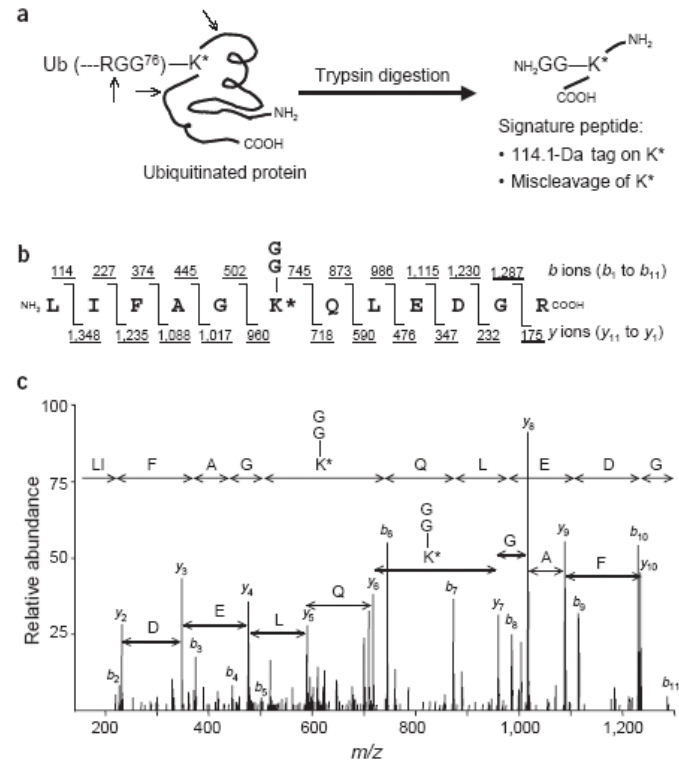 a
Ub (---RGG⁷⁶)—K*
NH₂
COOH
Ubiquitinated protein
Trypsin digestion
NH₂GG—K*
NH₂
COOH
Signature peptide:
• 114.1-Da tag on K*
• Miscleavage of K*
b
G
G
114 227 374 445 502 745 873 986 1,115 1,230 1,287 b ions (b₁ to b₁₁)
NH₂ L I F A G K* Q L E D G R COOH
1,348 1,235 1,088 1,017 960 718 590 476 347 232 175 y ions (y₁₁ to y₁)
c
Relative abundance
100
75
50
25
G
G
LI F A G K* Q L E D G
y₈
G
G
K*
G
A
F
b₆
y₉
b₁₀
y₁₀
y₃
y₂
D
E
y₄
L
Q
y₅
y₆
b₇
y₇
b₈
b₉
b₂
b₃
b₄
b₅
b₁₁
200 400 600 800 1,000 1,200
m/z